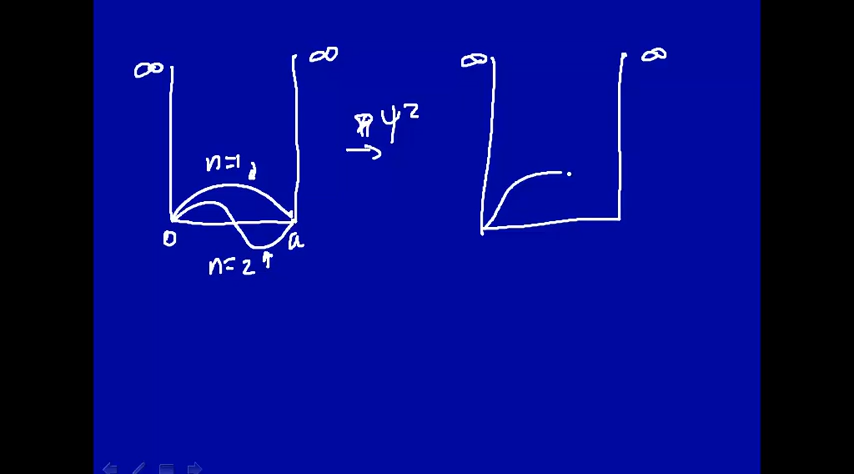 ∞ ∞ ∞ ∞
ψ²
n=1
0 a
n=2